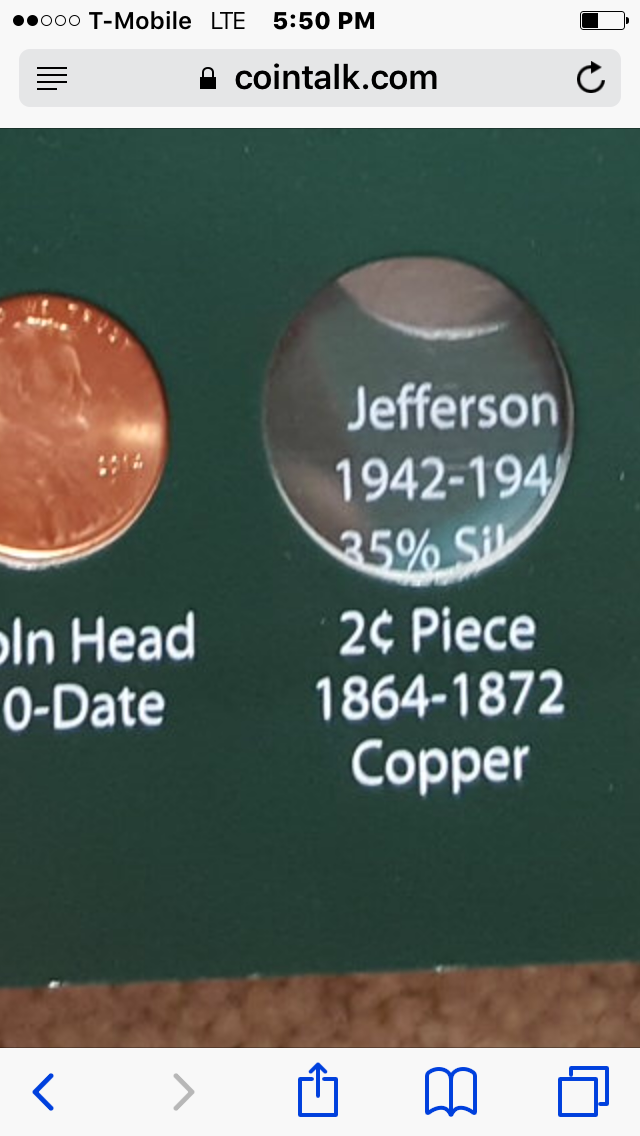 T-Mobile LTE 5:50 PM
cointalk.com
Jefferson
1942-194
35% Sil
oln Head
0-Date
2¢ Piece
1864-1872
Copper